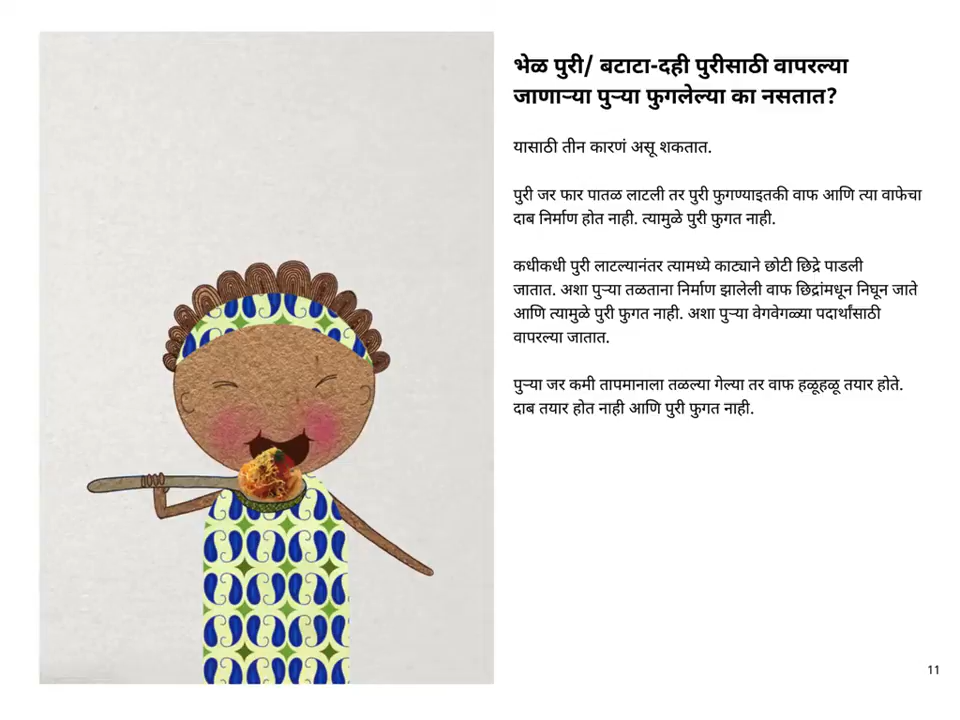 भेळ पुरी/ बटाटा-दही पुरीसाठी वापरल्या
जाणाऱ्या पुऱ्या फुगलेल्या का नसतात?
यासाठी तीन कारणं असू शकतात.
पुरी जर फार पातळ लाटली तर पुरी फुगण्याइतकी वाफ आणि त्या वाफेचा
दाब निर्माण होत नाही. त्यामुळे पुरी फुगत नाही.
कधीकधी पुरी लाटल्यानंतर त्यामध्ये काट्याने छोटी छिद्रे पाडली
जातात. अशा पुऱ्या तळताना निर्माण झालेली वाफ छिद्रांमधून निघून जाते
आणि त्यामुळे पुरी फुगत नाही. अशा पुऱ्या वेगवेगळ्या पदार्थांसाठी
वापरल्या जातात.
पुऱ्या जर कमी तापमानाला तळल्या गेल्या तर वाफ हळूहळू तयार होते.
दाब तयार होत नाही आणि पुरी फुगत नाही.
11